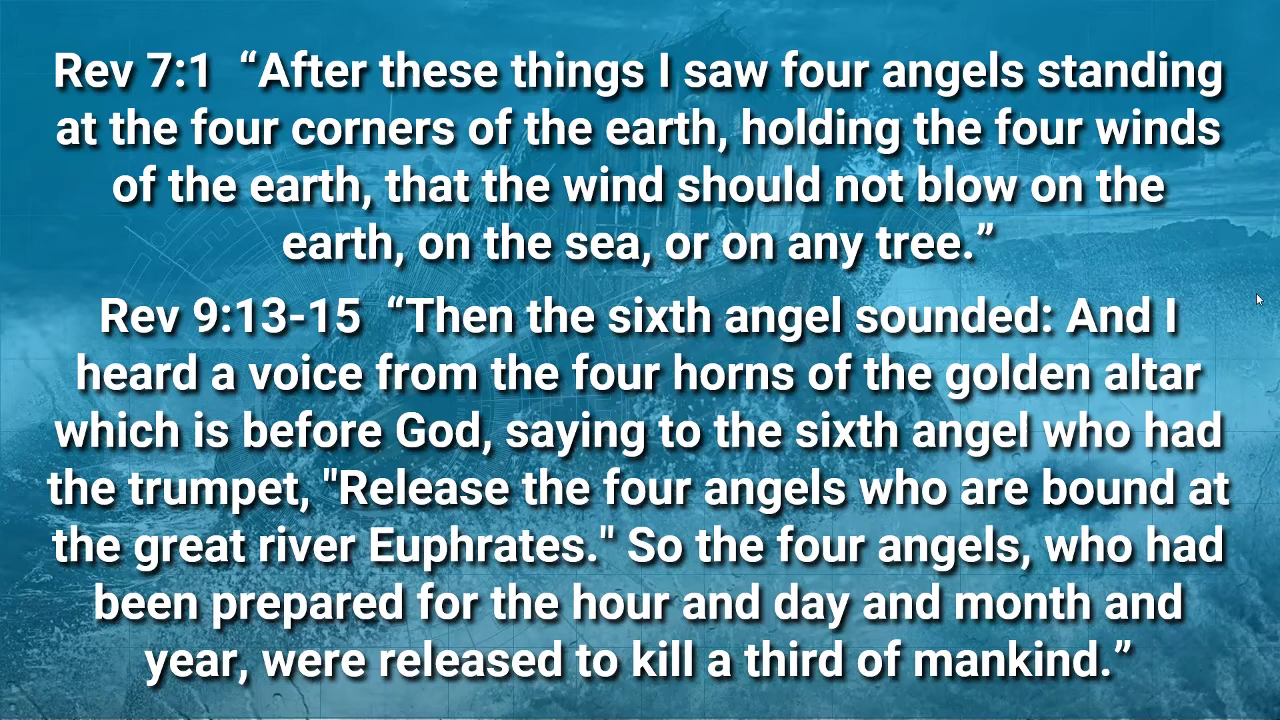 Rev 7:1  “After these things I saw four angels standing
at the four corners of the earth, holding the four winds
of the earth, that the wind should not blow on the
earth, on the sea, or on any tree.”
Rev 9:13-15  “Then the sixth angel sounded: And I
heard a voice from the four horns of the golden altar
which is before God, saying to the sixth angel who had
the trumpet, "Release the four angels who are bound at
the great river Euphrates." So the four angels, who had
been prepared for the hour and day and month and
year, were released to kill a third of mankind.”